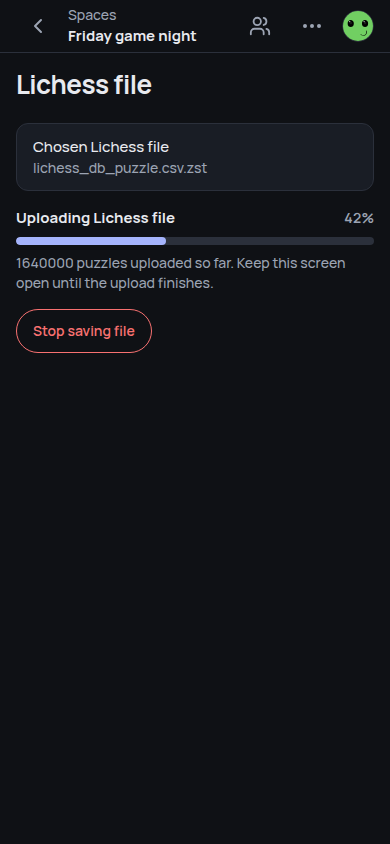 Spaces
Friday game night
Lichess file
Chosen Lichess file
lichess_db_puzzle.csv.zst
Uploading Lichess file 42%
1640000 puzzles uploaded so far. Keep this screen
open until the upload finishes.
Stop saving file